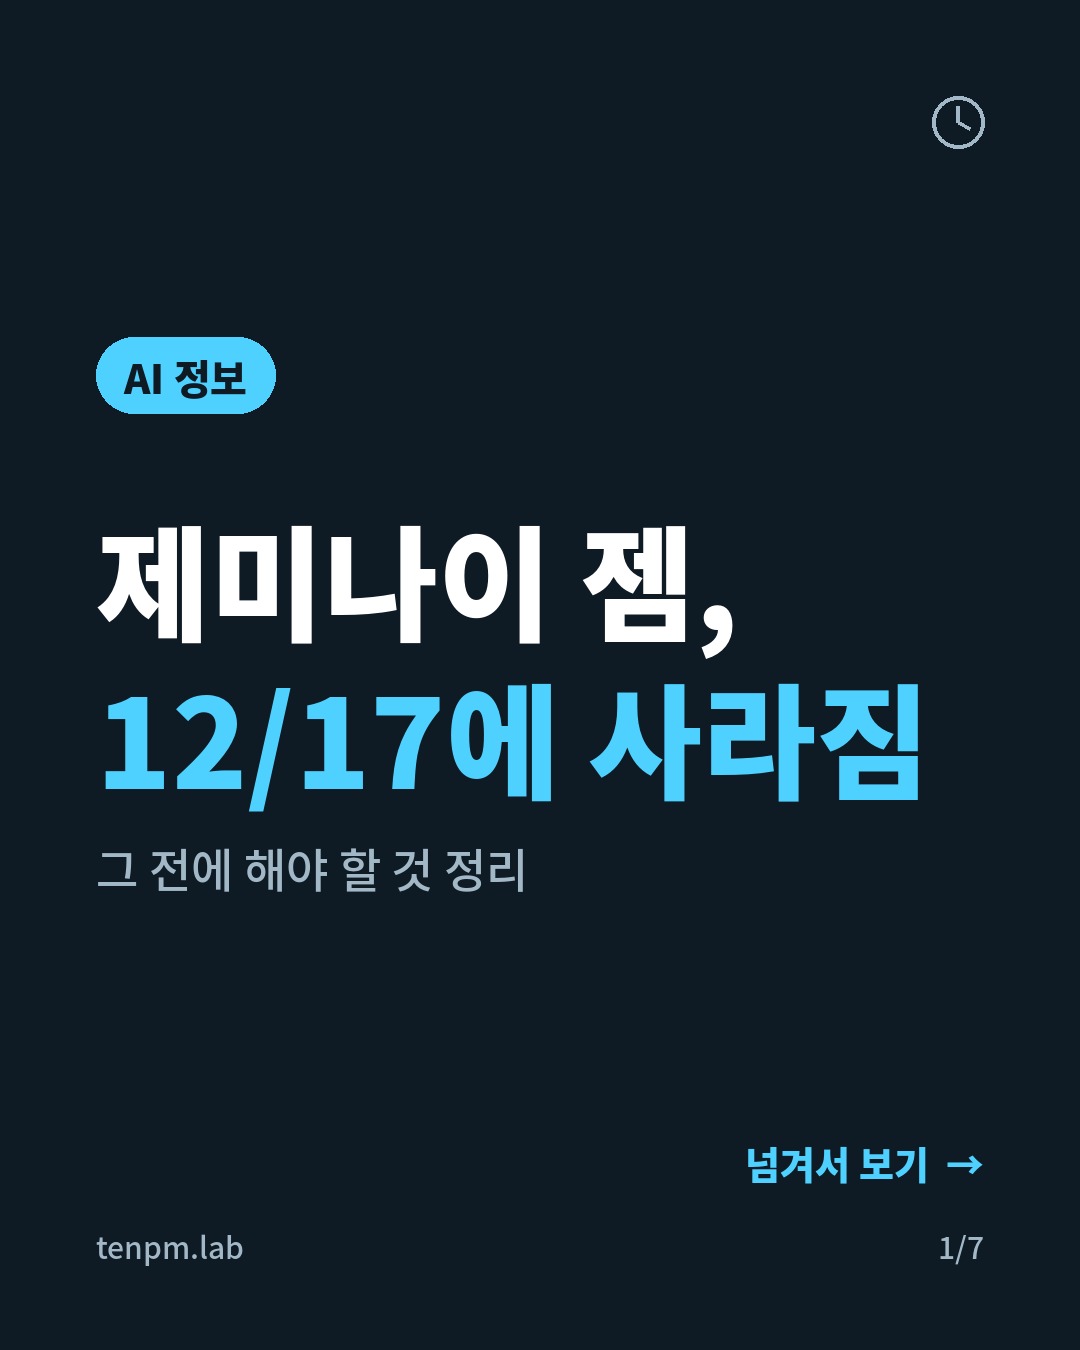 AI 정보
제미나이 젬,
12/17에 사라짐
그 전에 해야 할 것 정리
넘겨서 보기 →
tenpm.lab
1/7